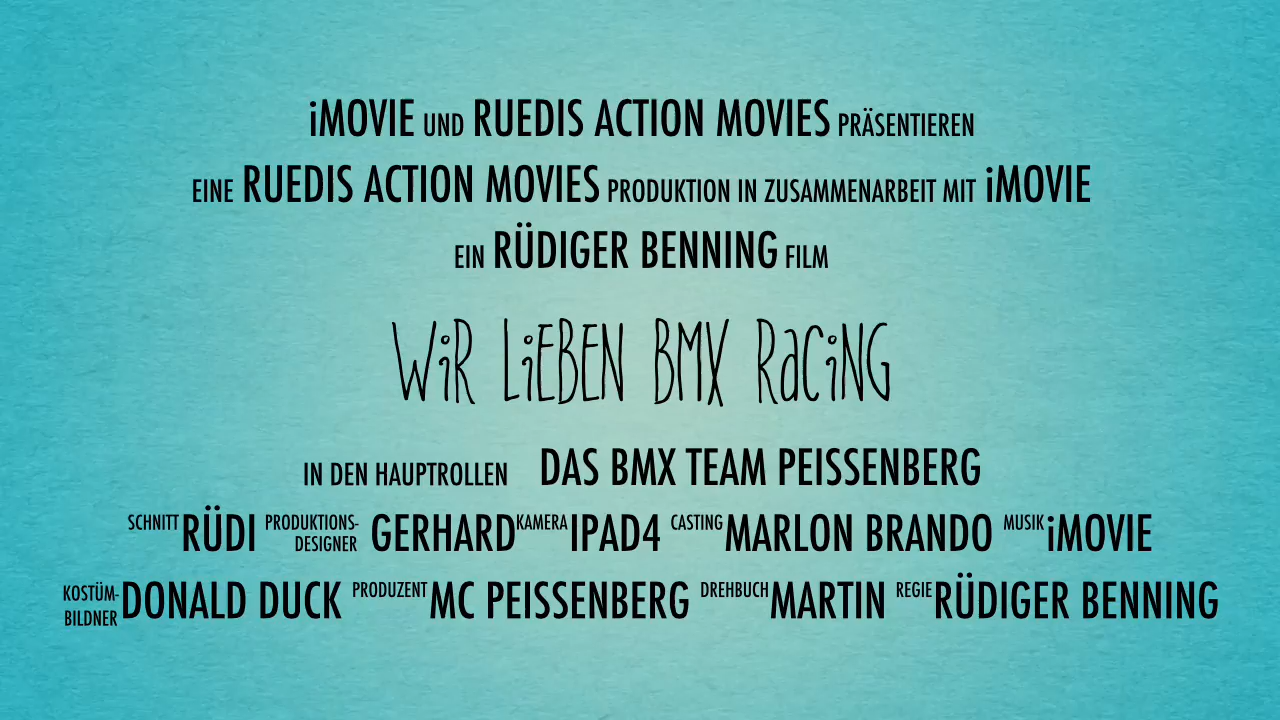 iMOVIE UND RUEDIS ACTION MOVIES PRÄSENTIEREN
EINE RUEDIS ACTION MOVIES PRODUKTION IN ZUSAMMENARBEIT MIT iMOVIE
EIN RÜDIGER BENNING FILM
WiR LiEBEN BMX RaCiNG
IN DEN HAUPTROLLEN DAS BMX TEAM PEISSENBERG
SCHNITT RÜDI PRODUKTIONS-DESIGNER GERHARD KAMERA IPAD4 CASTING MARLON BRANDO MUSIK iMOVIE
KOSTÜM-BILDNER DONALD DUCK PRODUZENT MC PEISSENBERG DREHBUCH MARTIN REGIE RÜDIGER BENNING